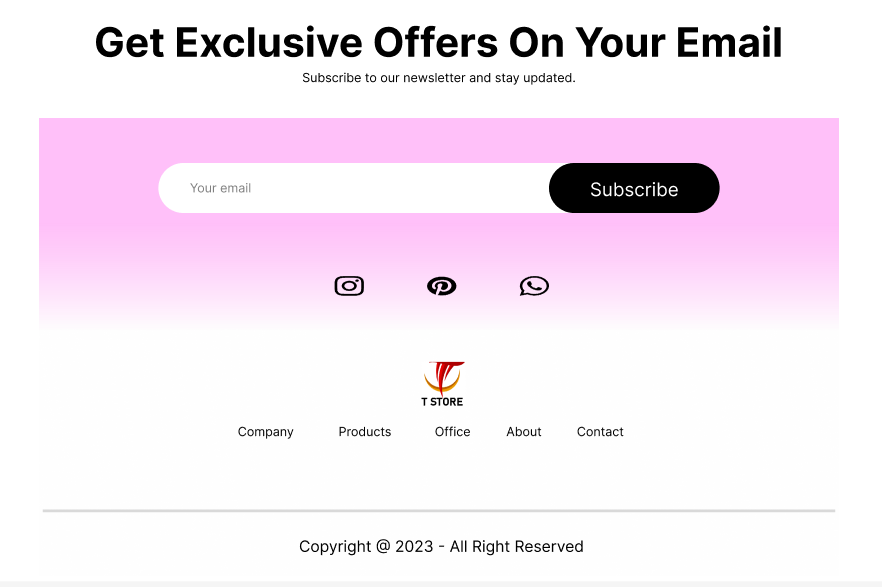 Get Exclusive Offers On Your Email
Subscribe to our newsletter and stay updated.
Your email
Subscribe
T STORE
Company Products Office About Contact
Copyright @ 2023 - All Right Reserved